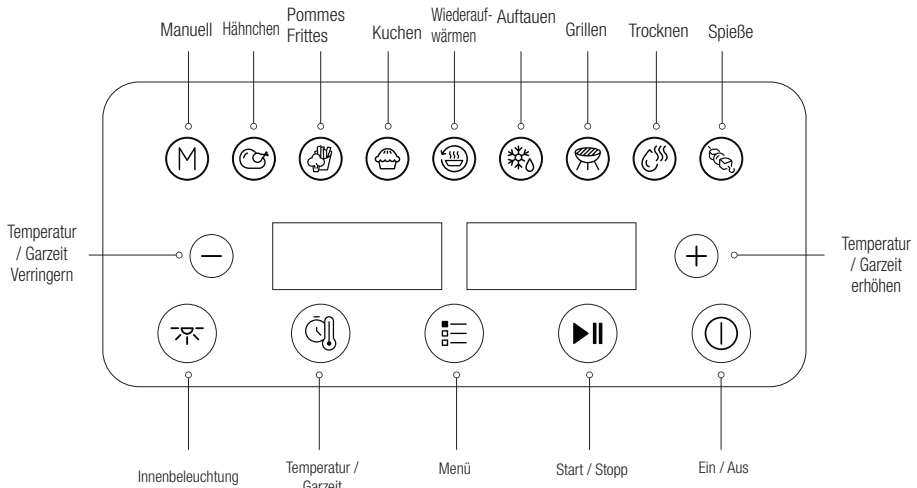 Manuell
Hähnchen
Pommes
Frittes
Kuchen
Wiederauf-
wärmen
Auftauen
Grillen
Trocknen
Spieße
M
Temperatur
/ Garzeit
Verringern
Temperatur
/ Garzeit
erhöhen
Innenbeleuchtung
Temperatur /
Garzeit
Menü
Start / Stopp
Ein / Aus